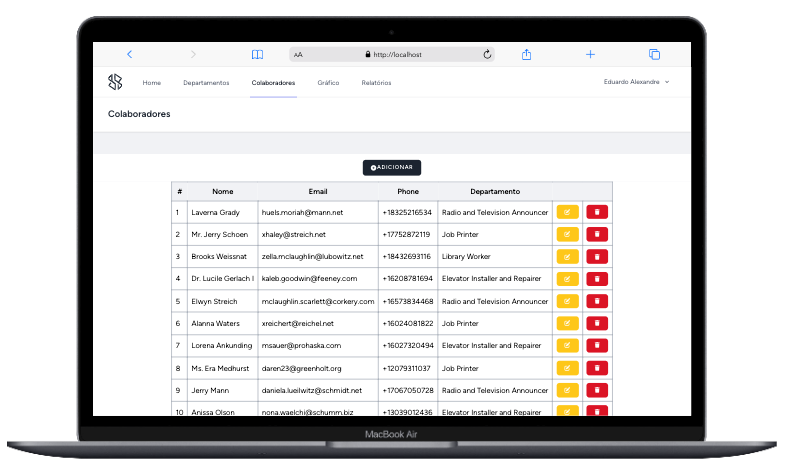 AA http://localhost
Home Departamentos Colaboradores Gráfico Relatórios Eduardo Alexandre
Colaboradores
ADICIONAR
# Nome Email Phone Departamento
1 Laverna Grady huels.moriah@mann.net +18325216534 Radio and Television Announcer
2 Mr. Jerry Schoen xhaley@streich.net +17752872119 Job Printer
3 Brooks Weissnat zella.mclaughlin@lubowitz.net +18432693116 Library Worker
4 Dr. Lucile Gerlach I kaleb.goodwin@feeney.com +16208781694 Elevator Installer and Repairer
5 Elwyn Streich mclaughlin.scarlett@corkery.com +16573834468 Radio and Television Announcer
6 Alanna Waters xreichert@reichel.net +16024081822 Job Printer
7 Lorena Ankunding msauer@prohaska.com +16027320494 Elevator Installer and Repairer
8 Ms. Era Medhurst daren23@greenholt.org +12079311037 Job Printer
9 Jerry Mann daniela.lueilwitz@schmidt.net +17067050728 Radio and Television Announcer
10 Anissa Olson nona.waelchi@schumm.biz +13039012436 Elevator Installer and Repairer
MacBook Air